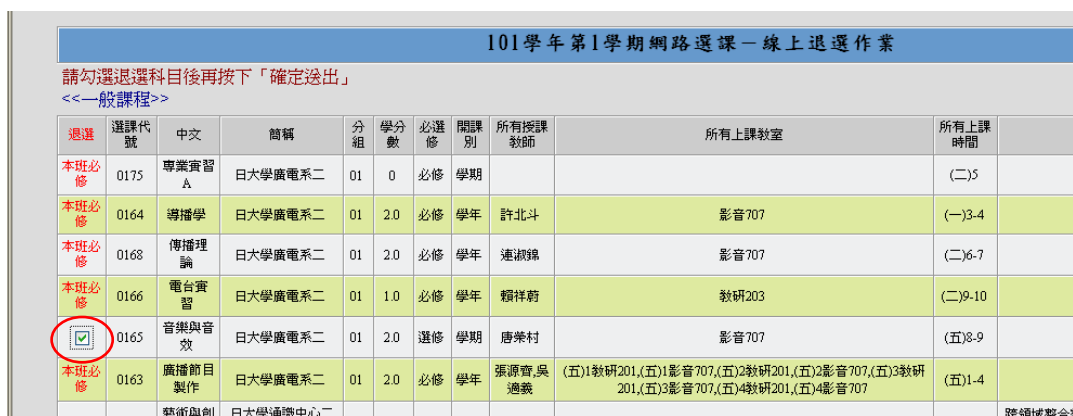 101學年第1學期網路選課－線上退選作業
請勾選退選科目後再按下「確定送出」
<<一般課程>>
退選 選課代號 中文 簡稱 分組 學分數 必選修 開課別 所有授課教師 所有上課教室 所有上課時間
本班必修 0175 專業實習A 日大學廣電系二 01 0 必修 學期 (二)5
本班必修 0164 導播學 日大學廣電系二 01 2.0 必修 學年 許北斗 影音707 (一)3-4
本班必修 0168 傳播理論 日大學廣電系二 01 2.0 必修 學年 連淑錦 影音707 (二)6-7
本班必修 0166 電台實習 日大學廣電系二 01 1.0 必修 學年 賴祥蔚 教研203 (二)9-10
0165 音樂與音效 日大學廣電系二 01 2.0 選修 學期 唐榮村 影音707 (五)8-9
本班必修 0163 廣播節目製作 日大學廣電系二 01 2.0 必修 學年 張源齊,吳適義 (五)1教研201,(五)1影音707,(五)2教研201,(五)2影音707,(五)3教研201,(五)3影音707,(五)4教研201,(五)4影音707 (五)1-4
藝術與創 日大學通識中心二 跨領域整合